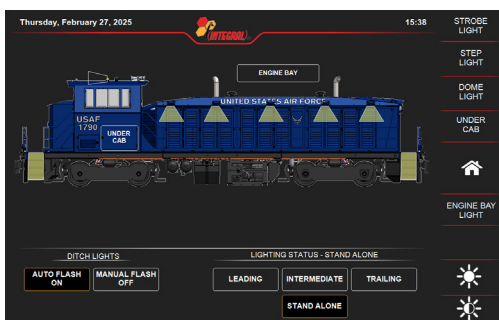 Thursday, February 27, 2025
INTEGRAL
15:38
STROBE
LIGHT
STEP
LIGHT
DOME
LIGHT
UNDER
CAB
ENGINE BAY
LIGHT
ENGINE BAY
UNITED STATES AIR FORCE
USAF
1790
UNDER
CAB
DITCH LIGHTS
AUTO FLASH
ON
MANUAL FLASH
OFF
LIGHTING STATUS - STAND ALONE
LEADING
INTERMEDIATE
TRAILING
STAND ALONE